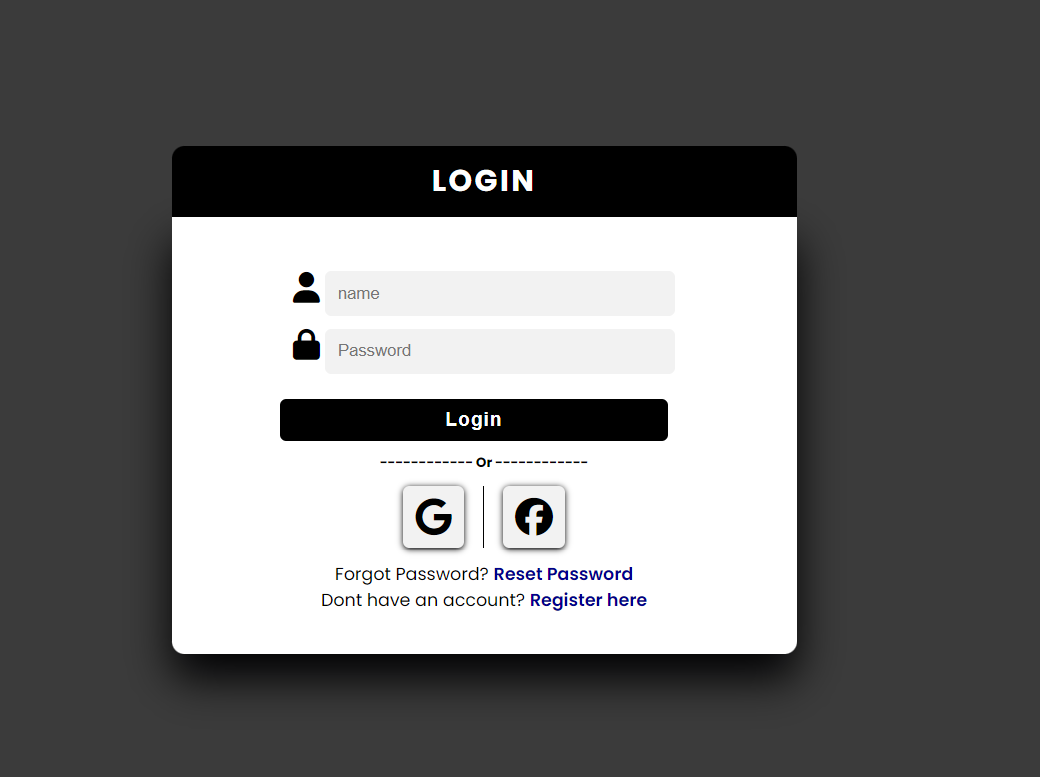 LOGIN
name
Password
Login
------------ Or ------------
Forgot Password? Reset Password
Dont have an account? Register here